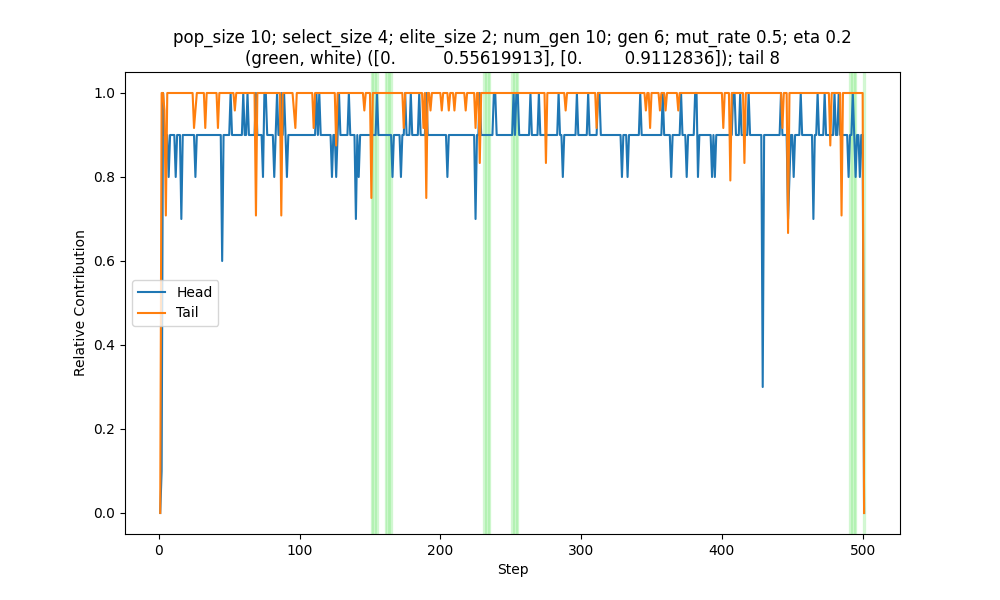 pop_size 10; select_size 4; elite_size 2; num_gen 10; gen 6; mut_rate 0.5; eta 0.2
(green, white) ([0. 0.55619913], [0. 0.9112836]); tail 8
1.0
0.8
0.6
0.4
0.2
0.0
Relative Contribution
Head
Tail
0 100 200 300 400 500
Step